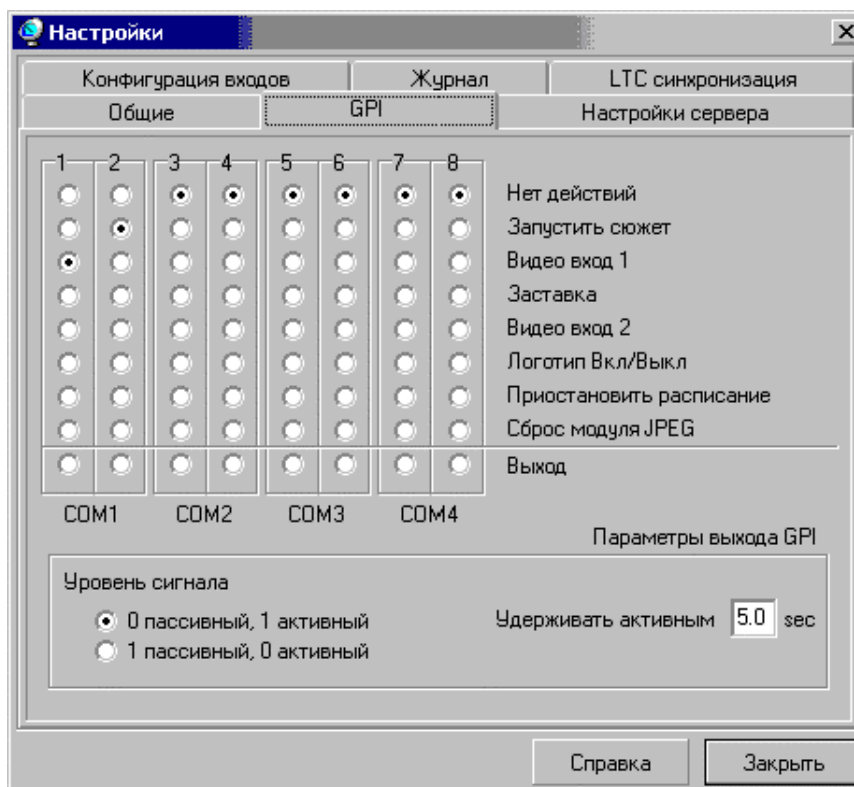 Настройки
Конфигурация входов Журнал LTC синхронизация
Общие GPI Настройки сервера
1 2 3 4 5 6 7 8
Нет действий
Запустить сюжет
Видео вход 1
Заставка
Видео вход 2
Логотип Вкл/Выкл
Приостановить расписание
Сброс модуля JPEG
Выход
COM1 COM2 COM3 COM4
Параметры выхода GPI
Уровень сигнала
0 пассивный, 1 активный Удерживать активным 5.0 sec
1 пассивный, 0 активный
Справка Закрыть